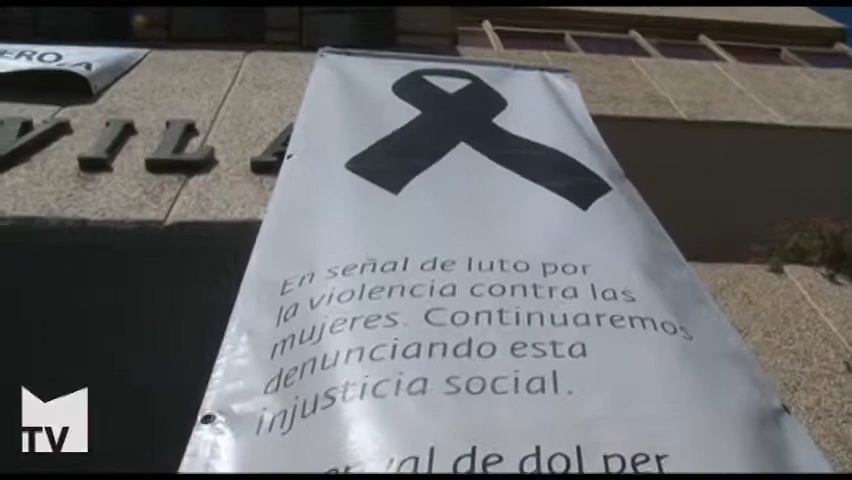 ERO.A
VILA
En señal de luto por
la violencia contra las
mujeres. Continuaremos
denunciando esta
injusticia social.
de dol per
TV